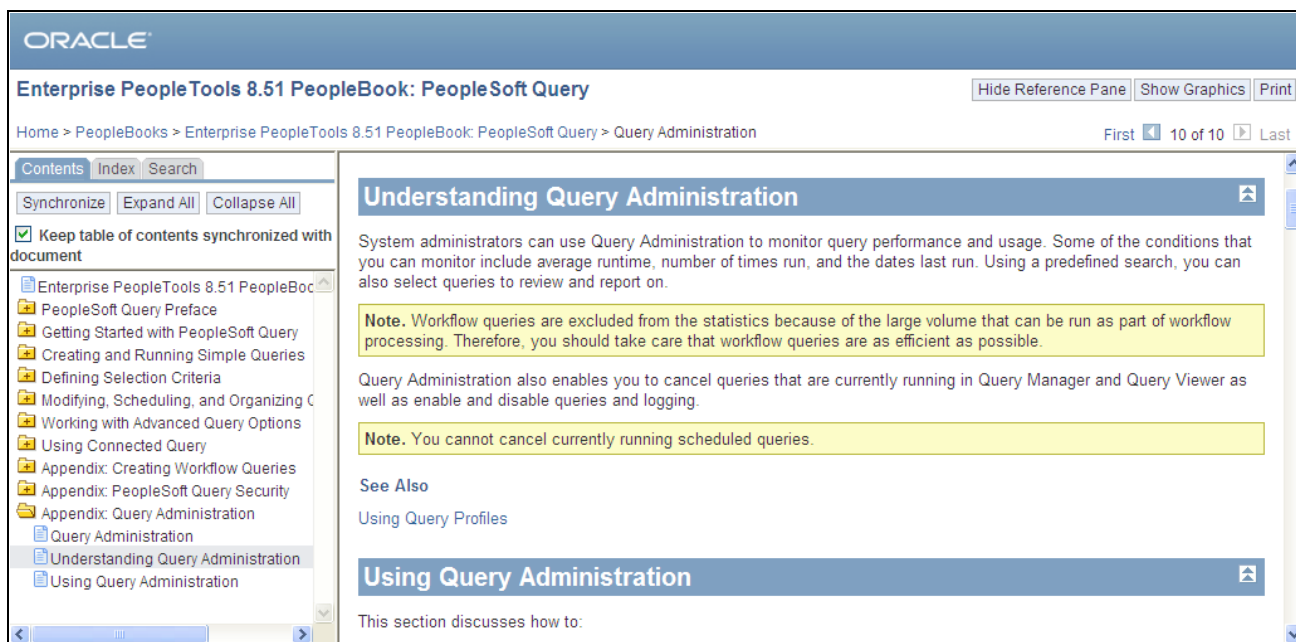 ORACLE
Enterprise PeopleTools 8.51 PeopleBook: PeopleSoft Query
Hide Reference Pane Show Graphics Print
Home > PeopleBooks > Enterprise PeopleTools 8.51 PeopleBook: PeopleSoft Query > Query Administration
First 10 of 10 Last
Contents Index Search
Synchronize Expand All Collapse All
Keep table of contents synchronized with
document
Enterprise PeopleTools 8.51 PeopleBoo
PeopleSoft Query Preface
Getting Started with PeopleSoft Query
Creating and Running Simple Queries
Defining Selection Criteria
Modifying, Scheduling, and Organizing
Working with Advanced Query Options
Using Connected Query
Appendix: Creating Workflow Queries
Appendix: PeopleSoft Query Security
Appendix: Query Administration
Query Administration
Understanding Query Administration
Using Query Administration
Understanding Query Administration
System administrators can use Query Administration to monitor query performance and usage. Some of the conditions that
you can monitor include average runtime, number of times run, and the dates last run. Using a predefined search, you can
also select queries to review and report on.
Note. Workflow queries are excluded from the statistics because of the large volume that can be run as part of workflow
processing. Therefore, you should take care that workflow queries are as efficient as possible.
Query Administration also enables you to cancel queries that are currently running in Query Manager and Query Viewer as
well as enable and disable queries and logging.
Note. You cannot cancel currently running scheduled queries.
See Also
Using Query Profiles
Using Query Administration
This section discusses how to: